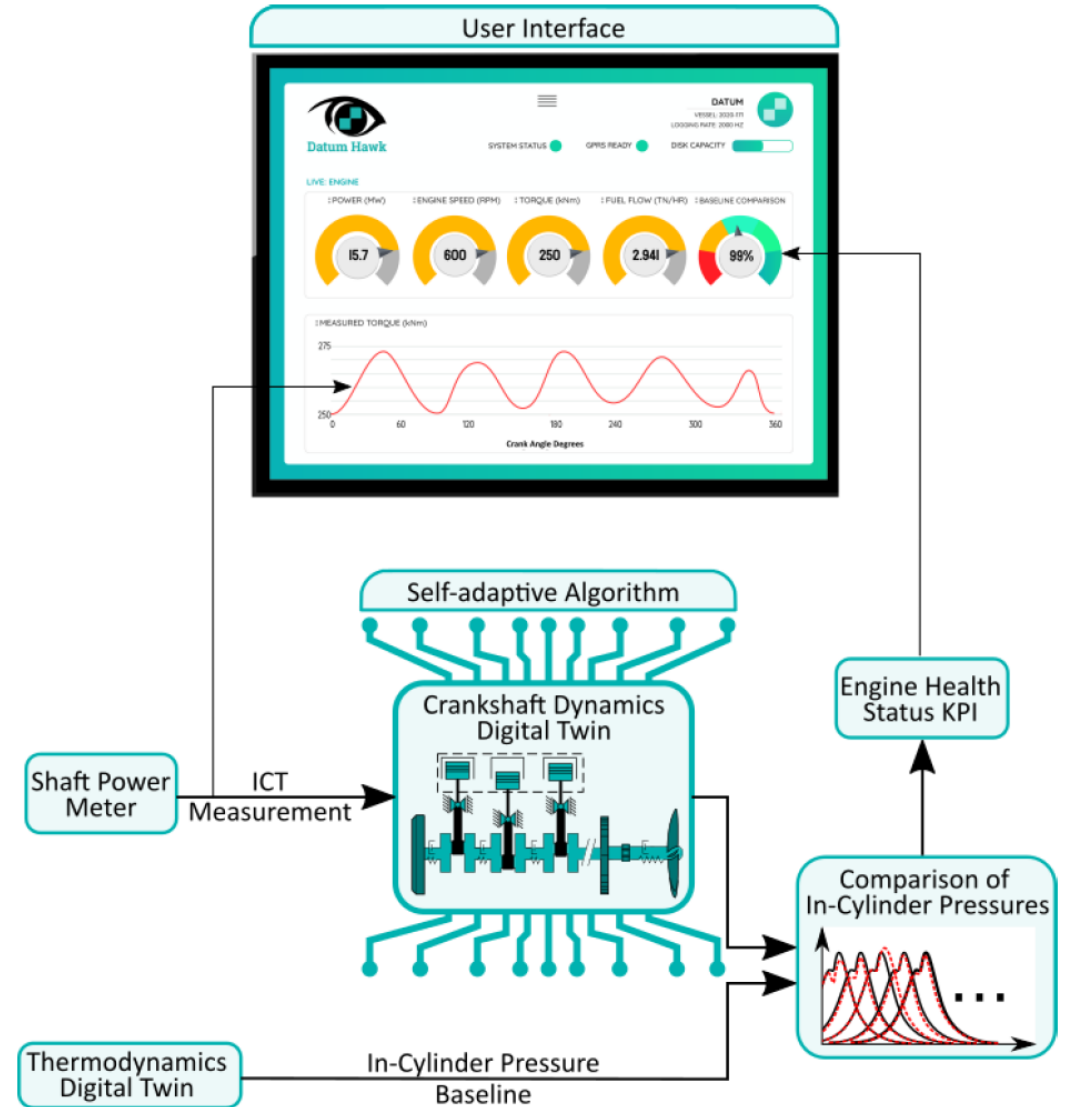 User Interface
Datum Hawk
DATUM
VESSEL: 2020-171
LOGGING RATE: 2000 HZ
SYSTEM STATUS
GPRS READY
DISK CAPACITY
LIVE: ENGINE
:POWER (MW)
:ENGINE SPEED (RPM)
:TORQUE (kNm)
:FUEL FLOW (TN/HR)
:BASELINE COMPARISON
15.7
600
250
2.941
99%
:MEASURED TORQUE (kNm)
275
250
0 60 120 180 240 300 360
Crank Angle Degrees
Self-adaptive Algorithm
Crankshaft Dynamics
Digital Twin
Engine Health
Status KPI
Shaft Power
Meter
ICT
Measurement
Comparison of
In-Cylinder Pressures
Thermodynamics
Digital Twin
In-Cylinder Pressure
Baseline